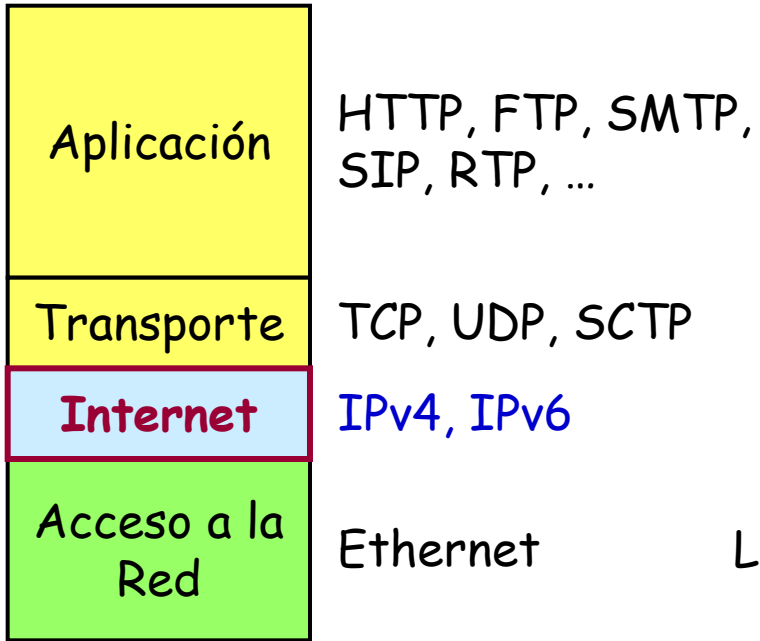 Aplicación
HTTP, FTP, SMTP,
SIP, RTP, ...
Transporte
TCP, UDP, SCTP
Internet
IPv4, IPv6
Acceso a la
Red
Ethernet L